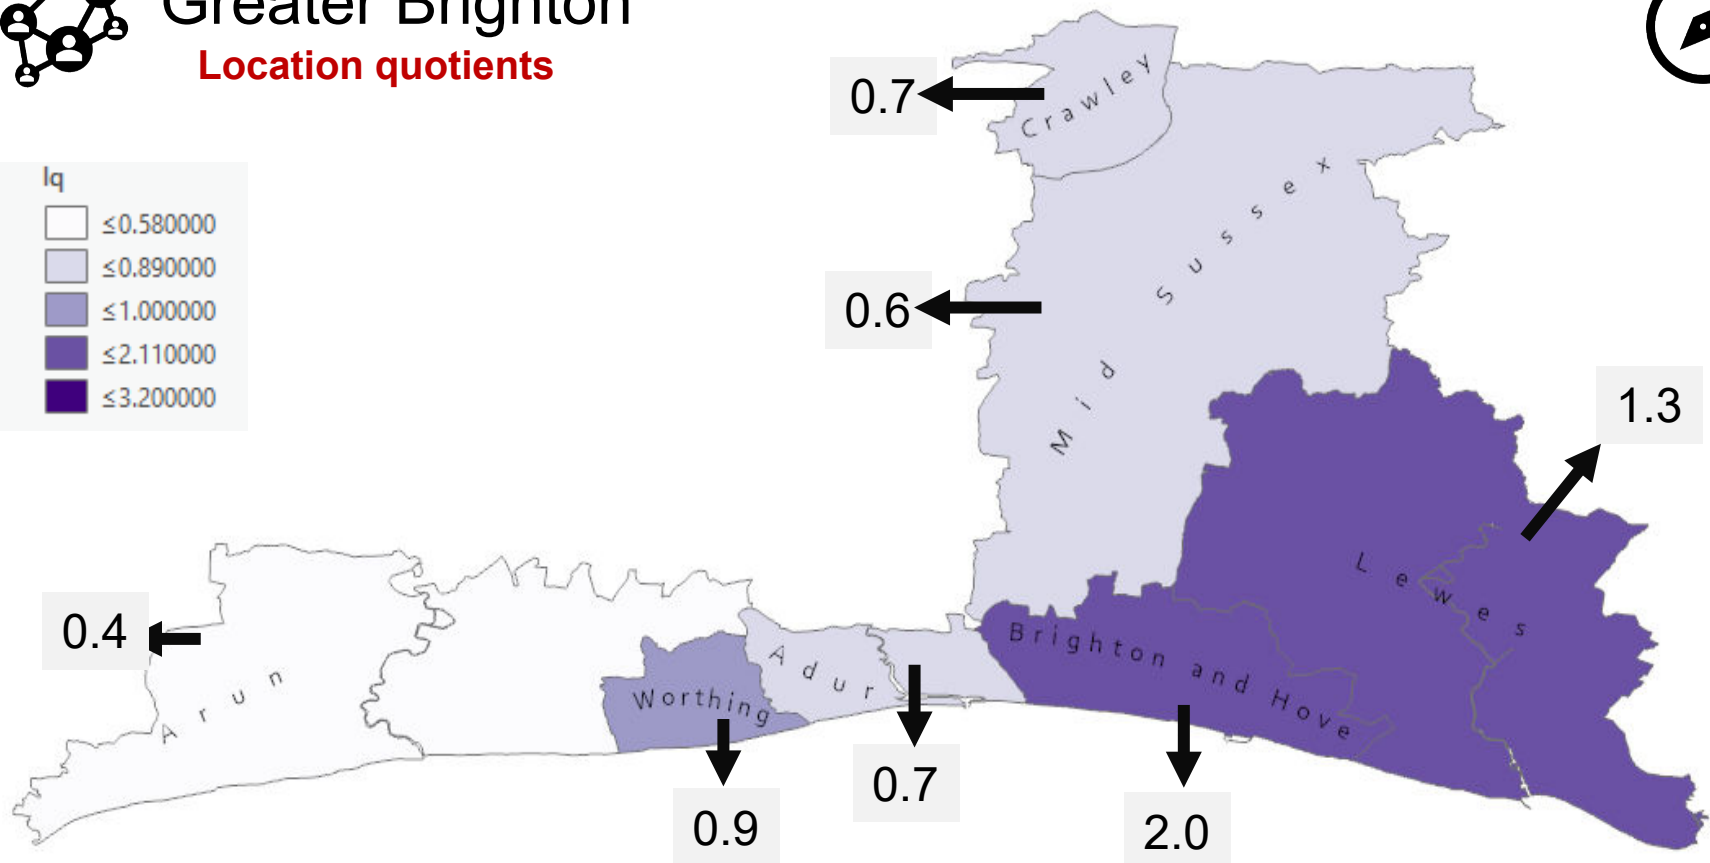 Greater Brighton
Location quotients
lq
≤0.580000
≤0.890000
≤1.000000
≤2.110000
≤3.200000
0.7
Crawley
0.6
Mid Sussex
1.3
Lewes
0.4
Arun
Worthing
Adur
Brighton and Hove
0.9
0.7
2.0